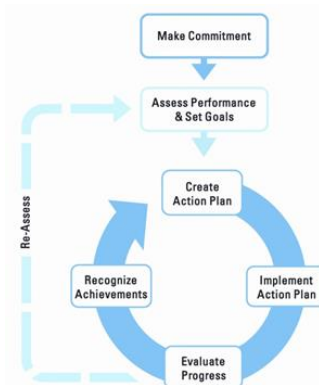 Make Commitment
Assess Performance
& Set Goals
Create
Action Plan
Implement
Action Plan
Evaluate
Progress
Recognize
Achievements
Re-Assess